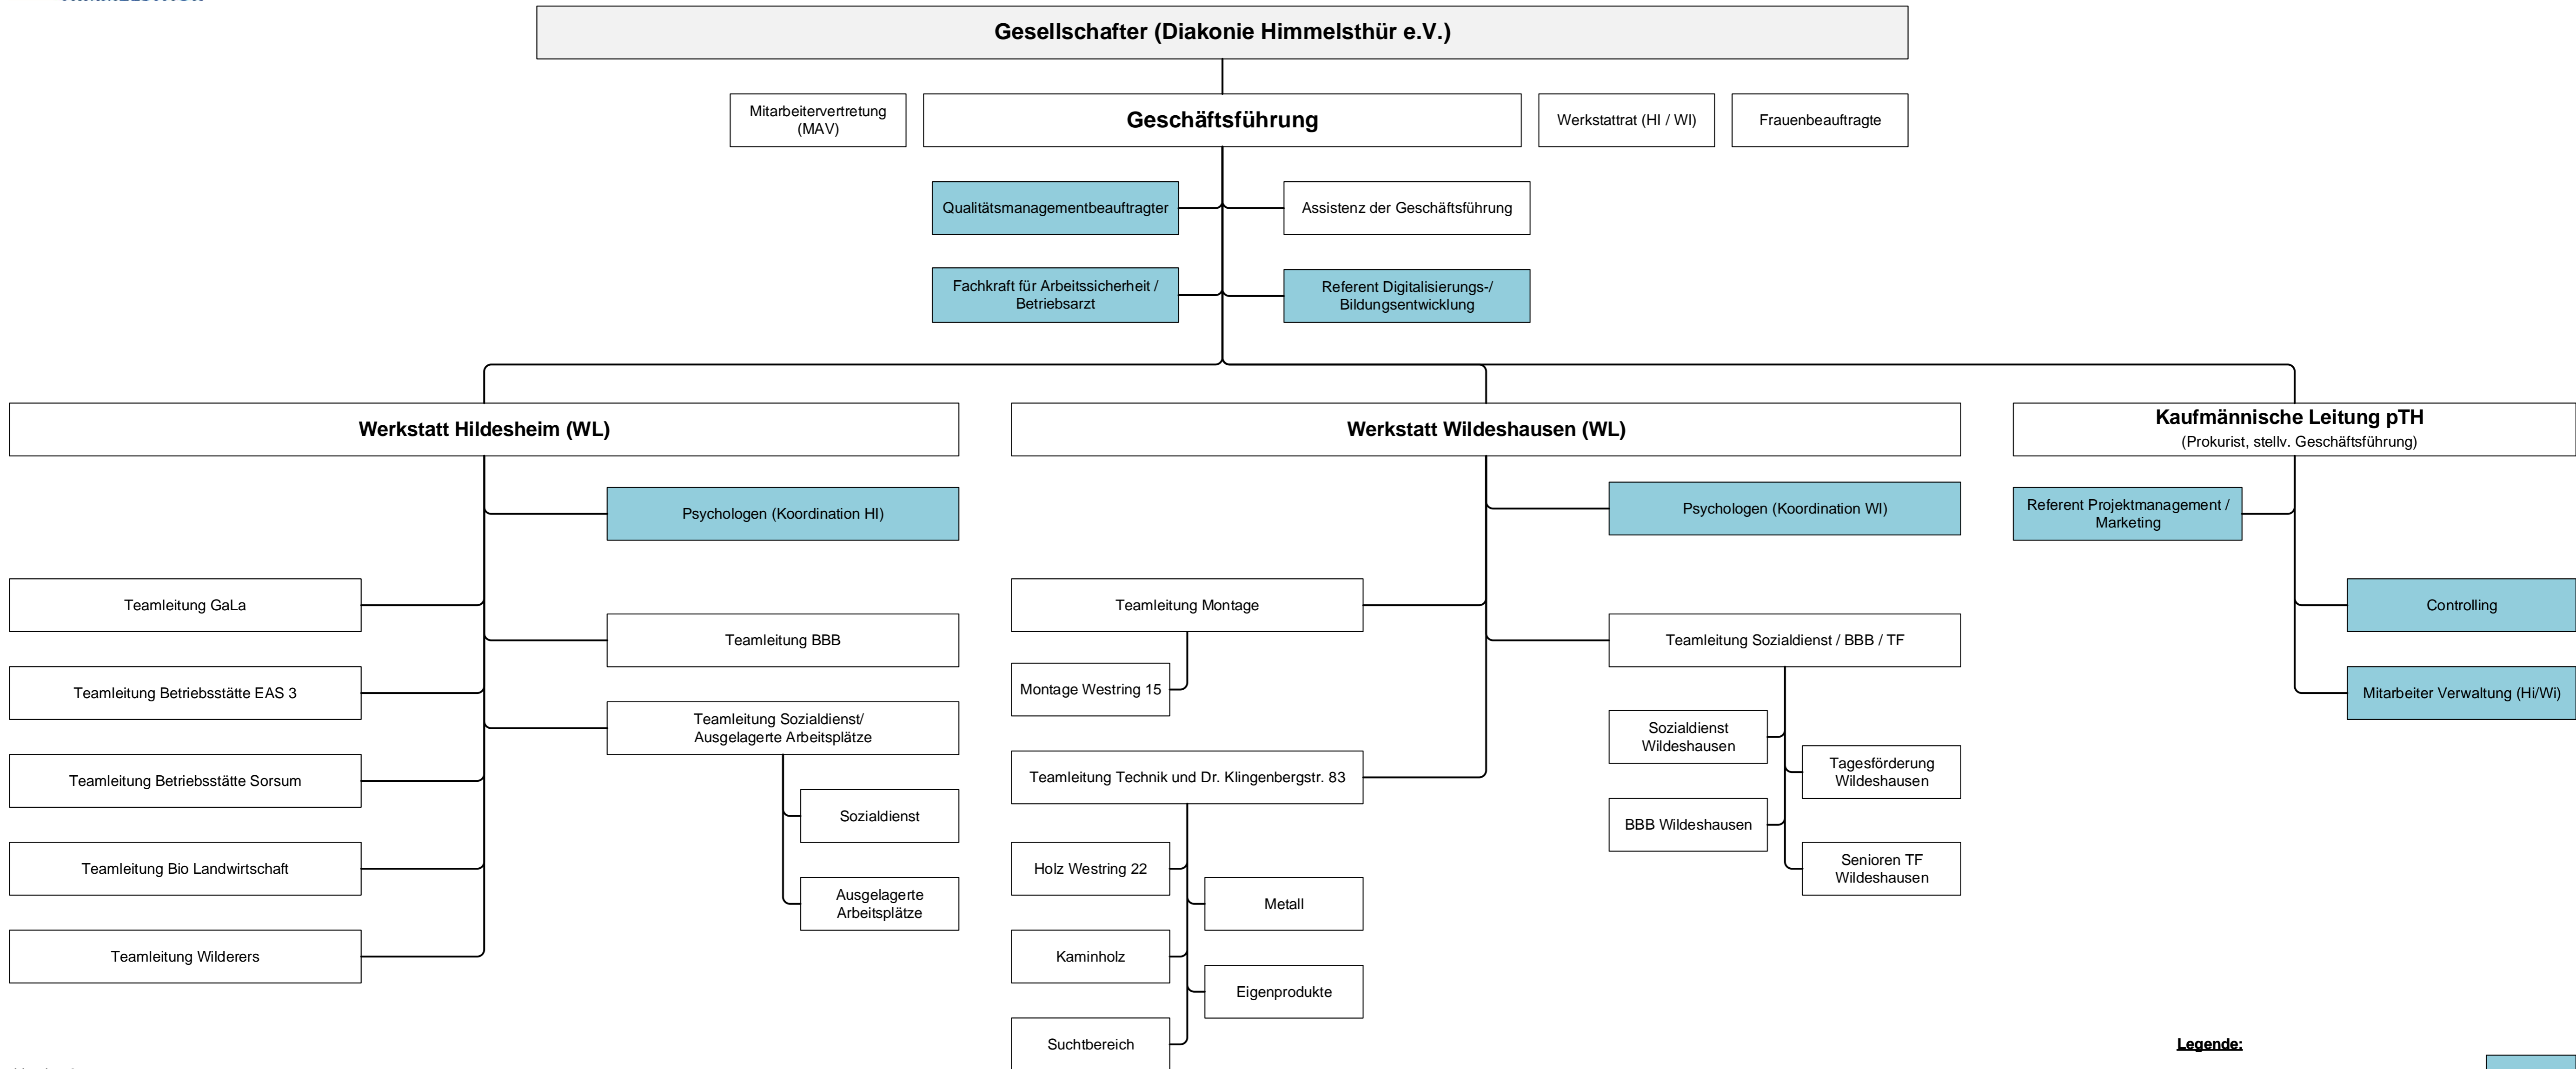 Gesellschafter (Diakonie Himmelsthür e.V.)
Mitarbeitervertretung
(MAV)
Geschäftsführung
Werkstattrat (HI / WI)
Frauenbeauftragte
Qualitätsmanagementbeauftragter
Assistenz der Geschäftsführung
Fachkraft für Arbeitssicherheit /
Betriebsarzt
Referent Digitalisierungs-/
Bildungsentwicklung
Werkstatt Hildesheim (WL)
Werkstatt Wildeshausen (WL)
Kaufmännische Leitung pTH
(Prokurist, stellv. Geschäftsführung)
Psychologen (Koordination HI)
Psychologen (Koordination WI)
Referent Projektmanagement /
Marketing
Teamleitung GaLa
Teamleitung BBB
Teamleitung Betriebsstätte EAS 3
Teamleitung Sozialdienst/
Ausgelagerte Arbeitsplätze
Teamleitung Betriebsstätte Sorsum
Sozialdienst
Teamleitung Bio Landwirtschaft
Ausgelagerte
Arbeitsplätze
Teamleitung Wilderers
Teamleitung Montage
Montage Westring 15
Teamleitung Technik und Dr. Klingenbergstr. 83
Holz Westring 22
Metall
Kaminholz
Eigenprodukte
Suchtbereich
Teamleitung Sozialdienst / BBB / TF
Sozialdienst
Wildeshausen
Tagesförderung
Wildeshausen
BBB Wildeshausen
Senioren TF
Wildeshausen
Controlling
Mitarbeiter Verwaltung (Hi/Wi)
Legende: